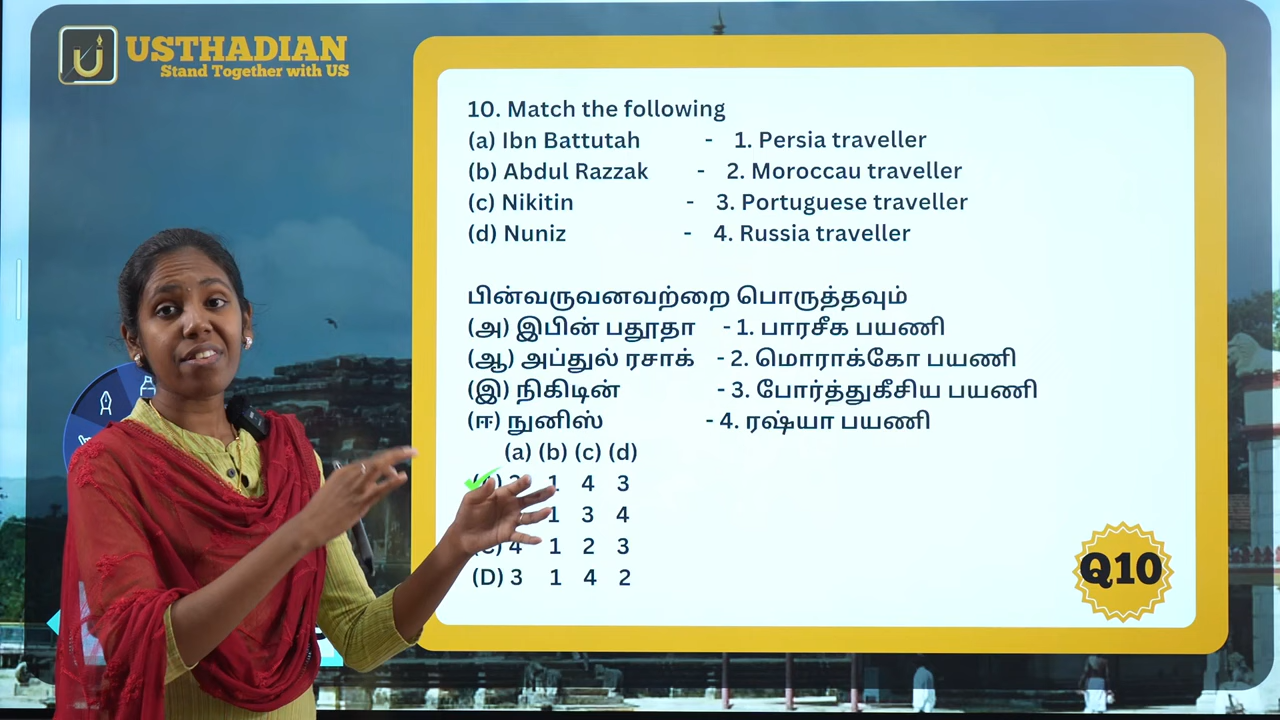 USTHADIAN
Stand Together with US
10. Match the following
(a) Ibn Battutah - 1. Persia traveller
(b) Abdul Razzak - 2. Moroccau traveller
(c) Nikitin - 3. Portuguese traveller
(d) Nuniz - 4. Russia traveller
பின்வருவனவற்றை பொருத்தவும்
(அ) இபின் பதூதா - 1. பாரசீக பயணி
(ஆ) அப்துல் ரசாக் - 2. மொராக்கோ பயணி
(இ) நிகிடின் - 3. போர்த்துகீசிய பயணி
(ஈ) நுனிஸ் - 4. ரஷ்யா பயணி
(a) (b) (c) (d)
1 4 3
1 3 4
4 1 2 3
(D) 3 1 4 2
Q10